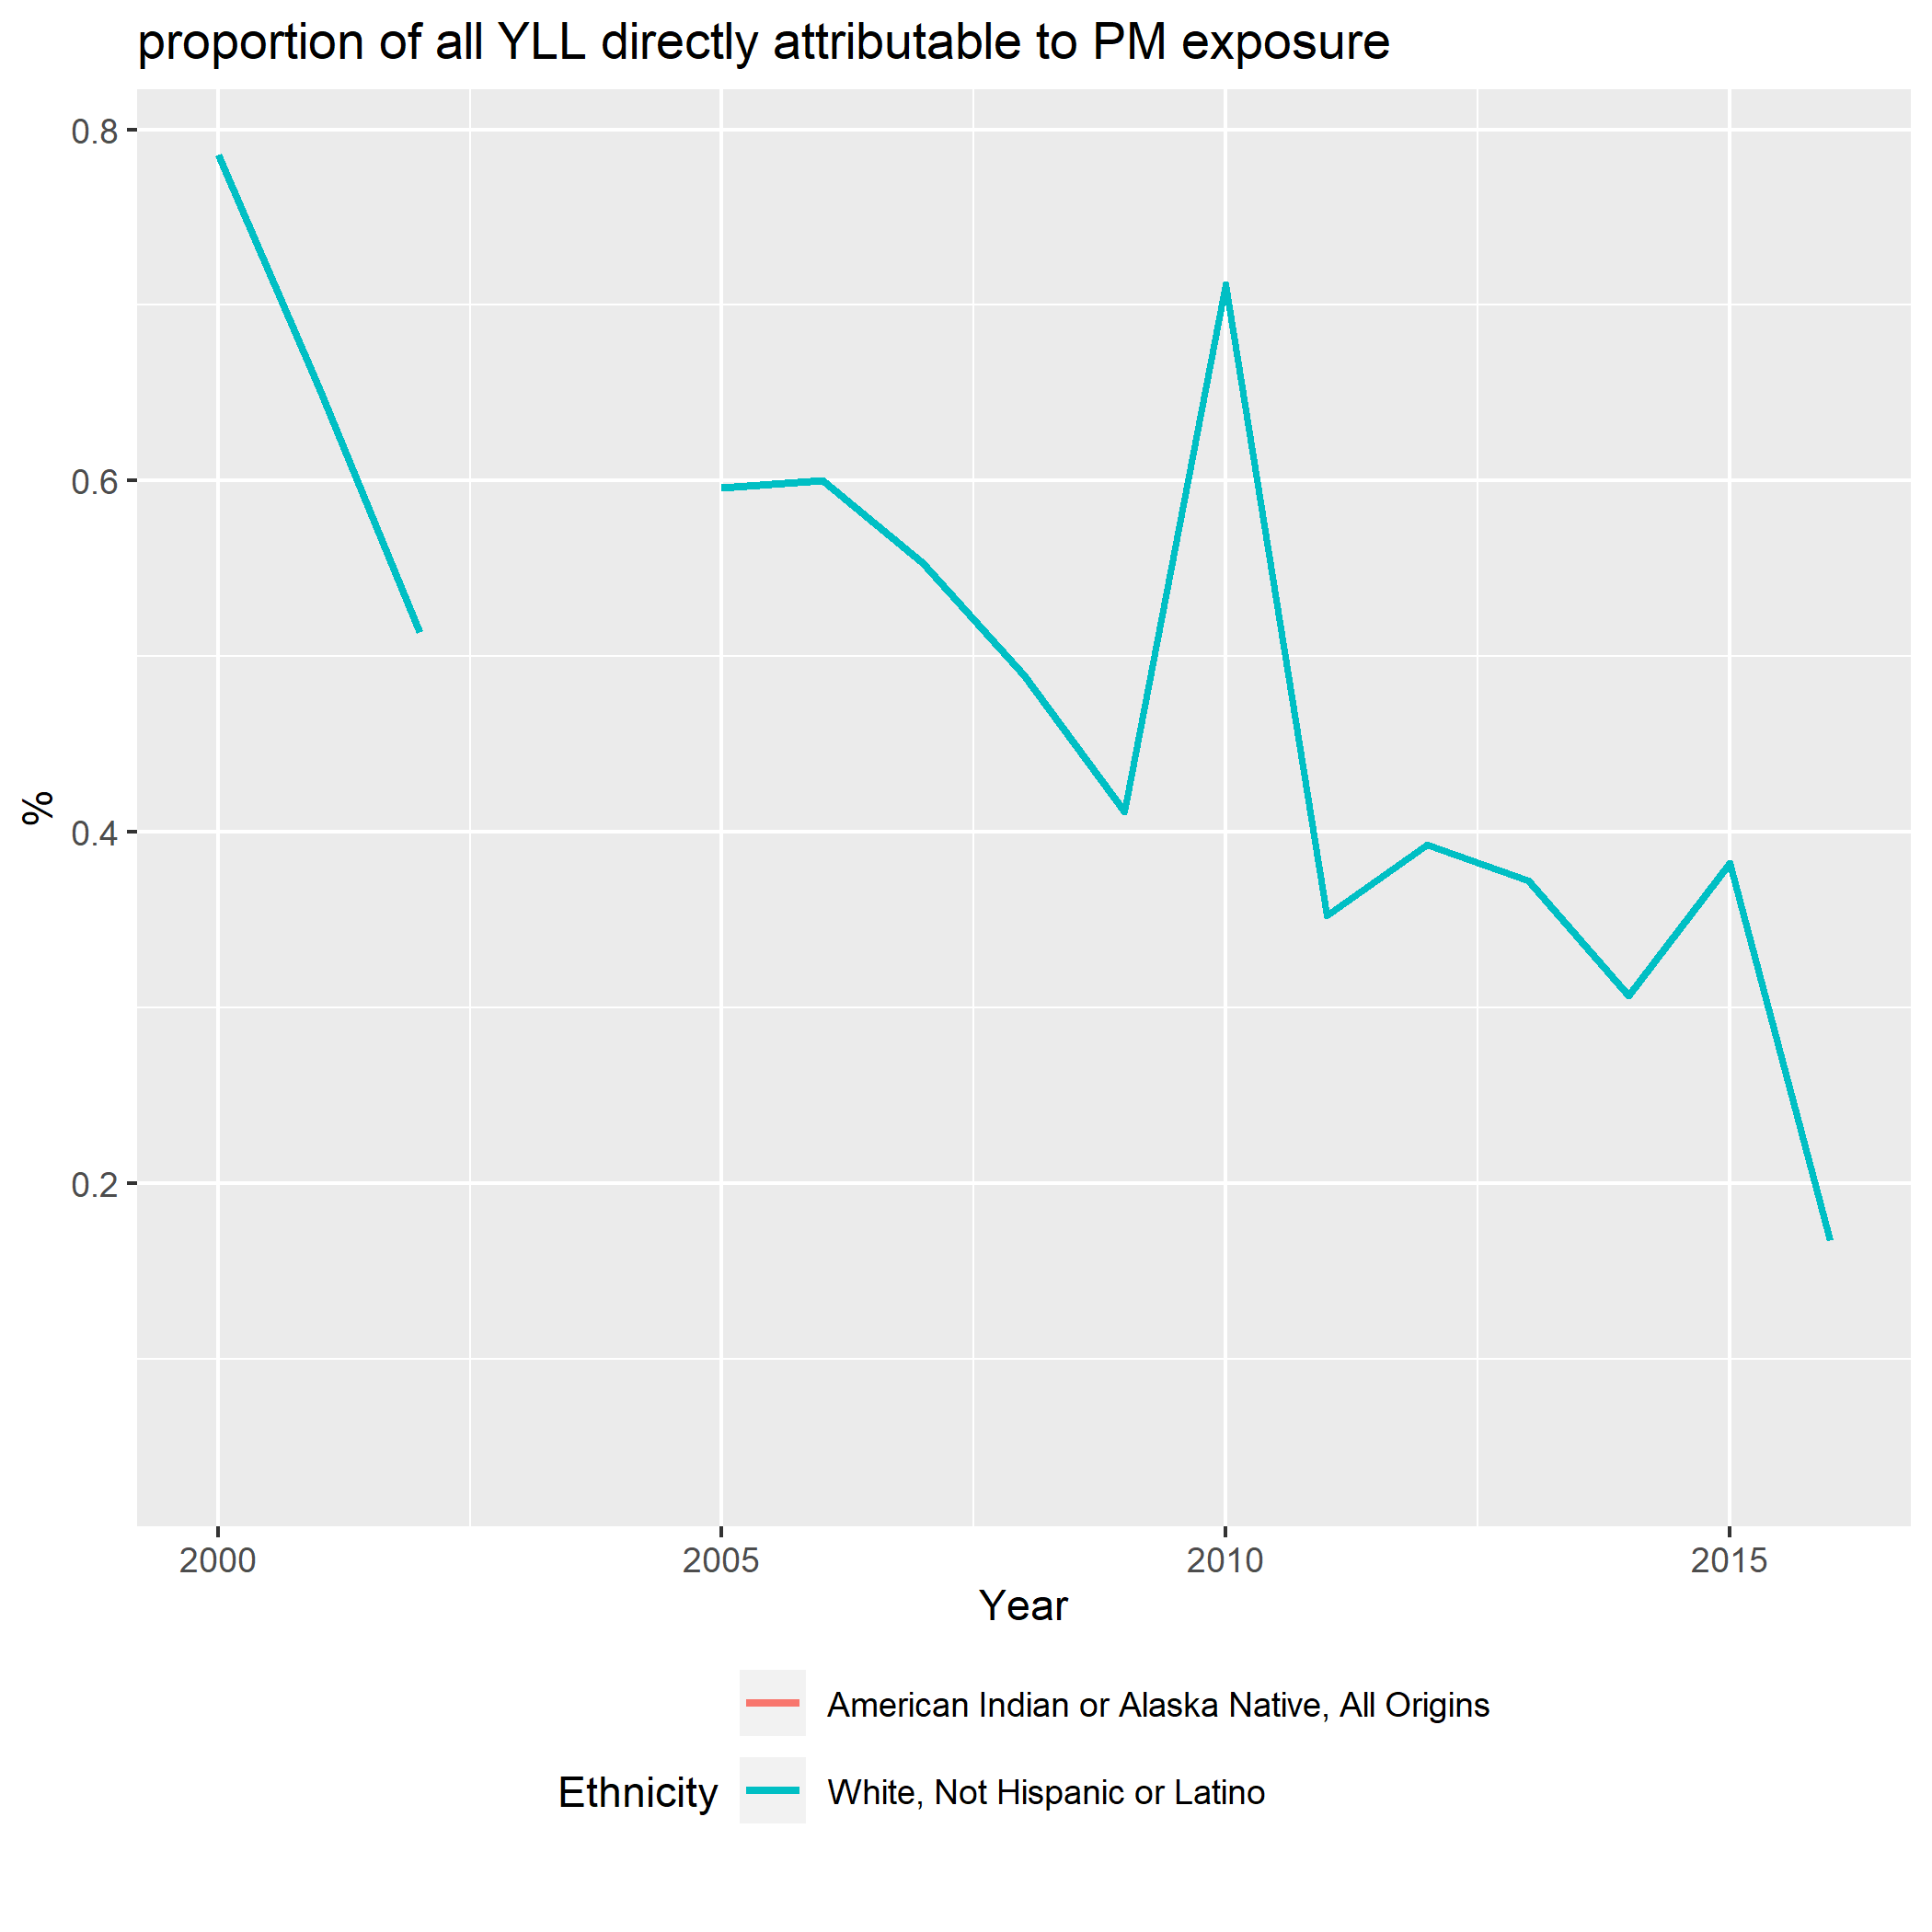 proportion of all YLL directly attributable to PM exposure
0.8
0.6
0.4
0.2
%
2000 2005 2010 2015
Year
American Indian or Alaska Native, All Origins
Ethnicity White, Not Hispanic or Latino